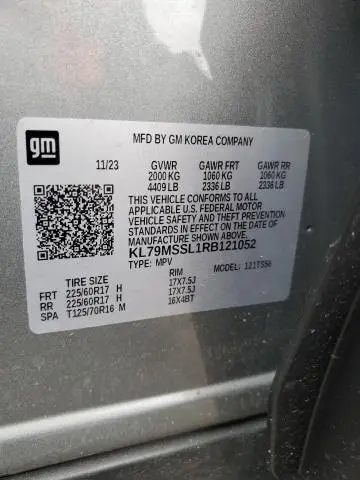 gm
MFD BY GM KOREA COMPANY
11/23 GVWR GAWR FRT GAWR RR
2000 KG 1060 KG 1060 KG
4409 LB 2336 LB 2336 LB
THIS VEHICLE CONFORMS TO ALL
APPLICABLE U.S. FEDERAL MOTOR
VEHICLE SAFETY AND THEFT PREVENTION
STANDARDS IN EFFECT ON THE DATE OF
MANUFACTURE SHOWN ABOVE.
KL79MSSL1RB121052
TYPE: MPV MODEL: 121TS56
TIRE SIZE RIM
FRT 225/60R17 H 17X7.5J
RR 225/60R17 H 17X7.5J
SPA T125/70R16 M 16X4BT